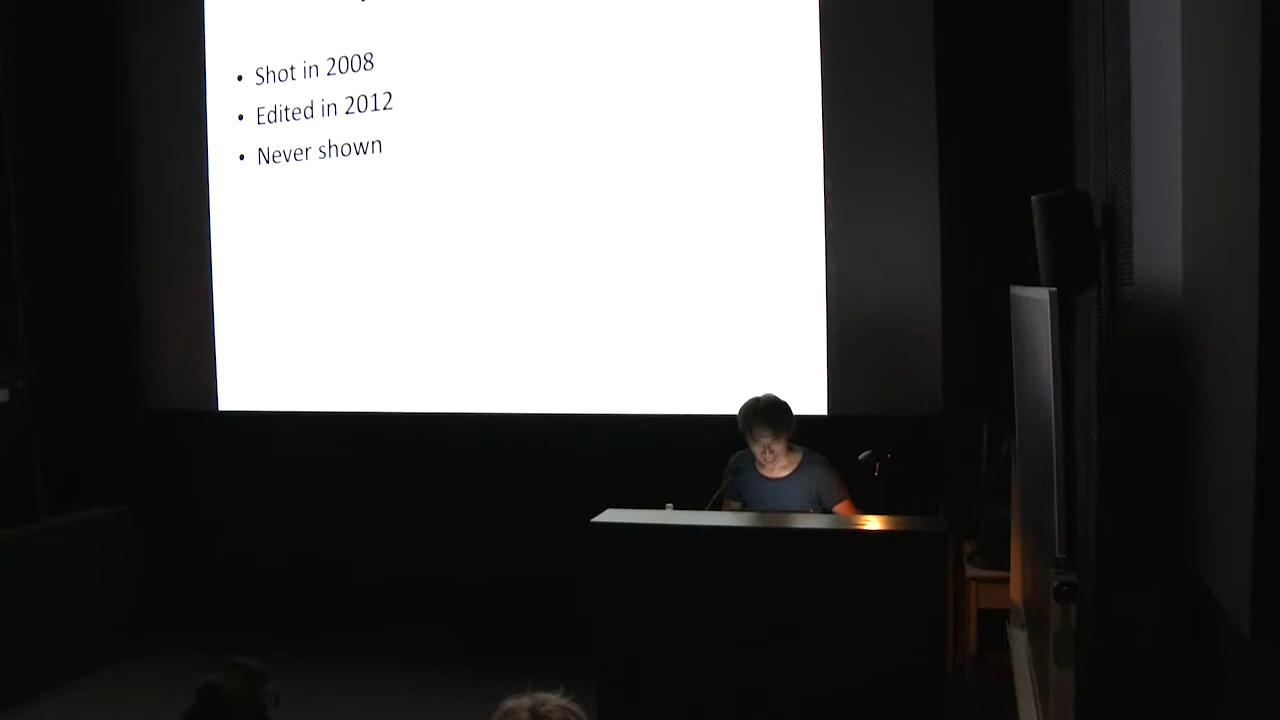 • Shot in 2008
• Edited in 2012
• Never shown